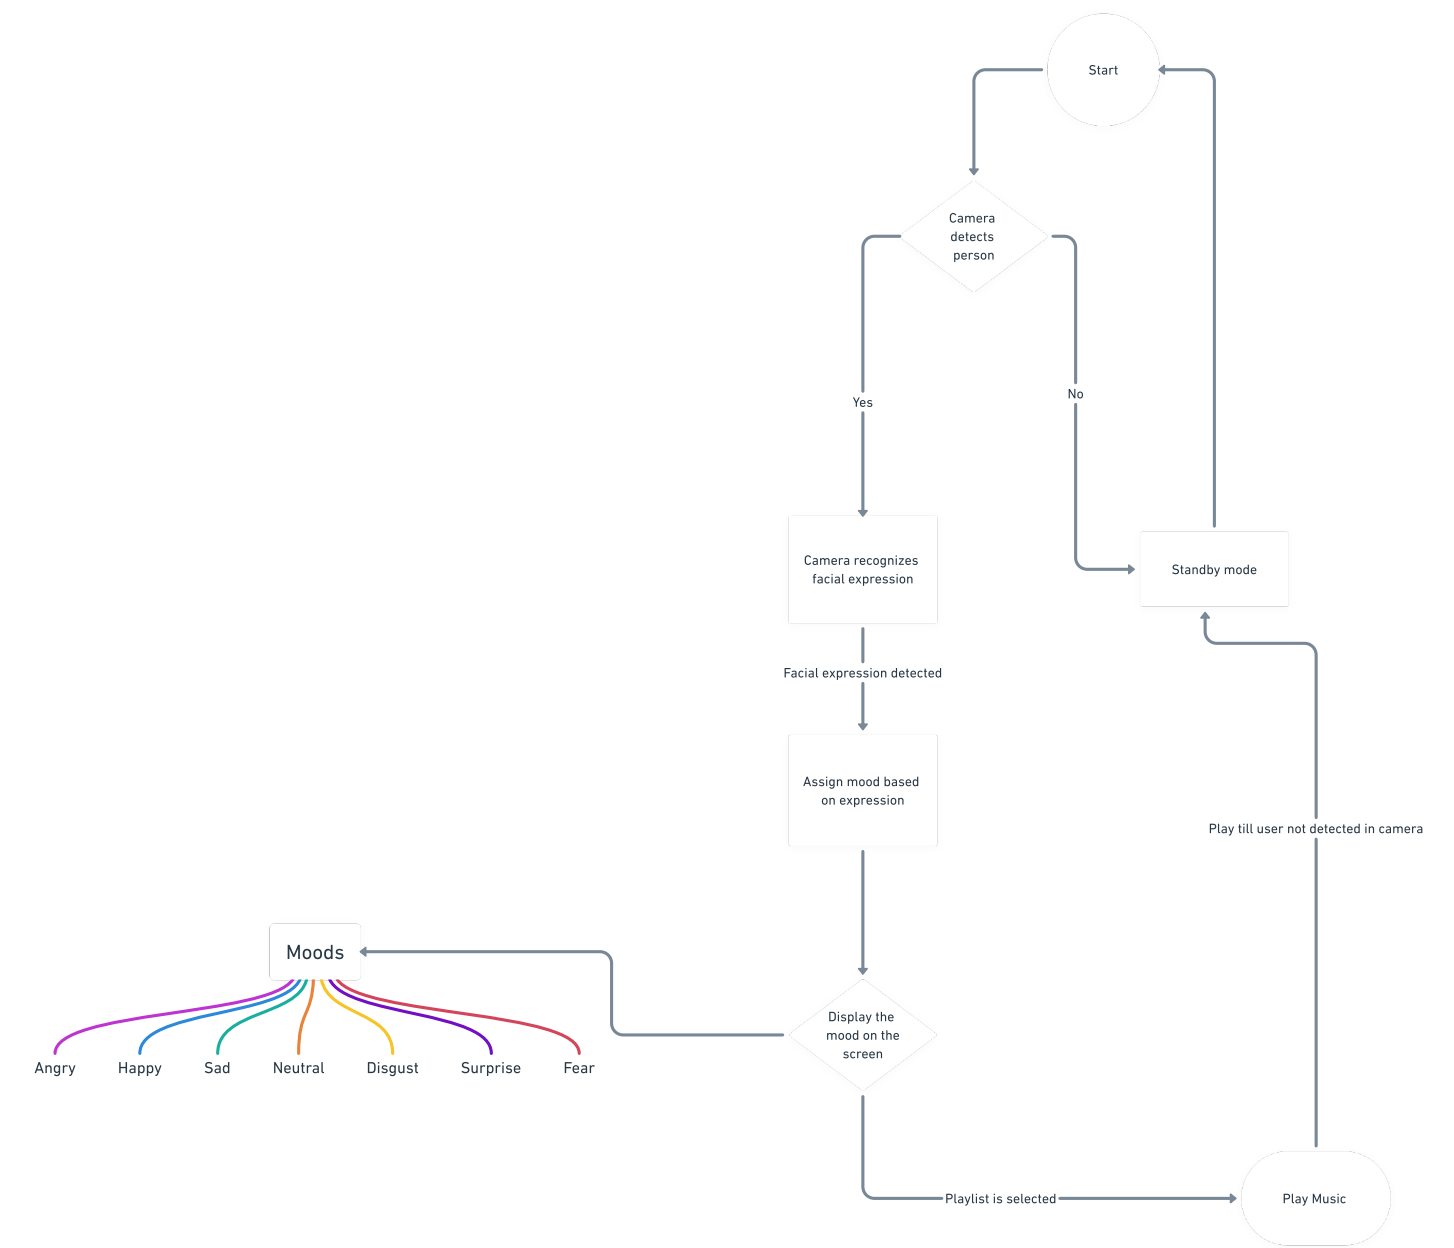 Start
Camera
detects
person
Yes
No
Camera recognizes
facial expression
Standby mode
Facial expression detected
Assign mood based
on expression
Play till user not detected in camera
Moods
Display the
mood on the
screen
Angry
Happy
Sad
Neutral
Disgust
Surprise
Fear
Playlist is selected
Play Music